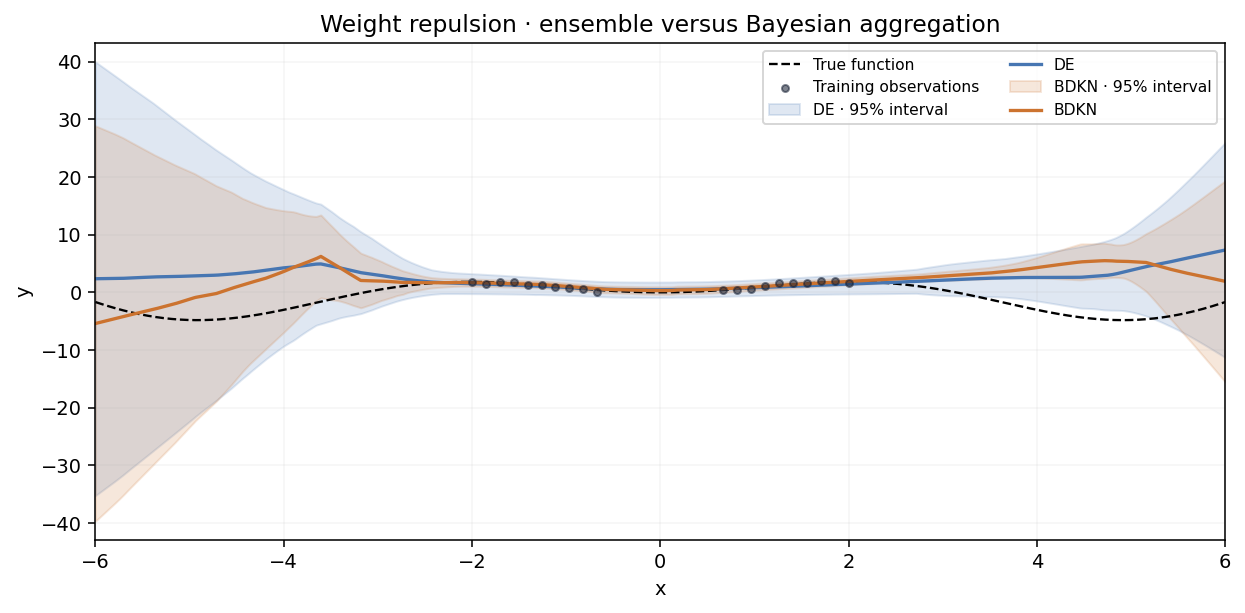 Weight repulsion · ensemble versus Bayesian aggregation
True function
Training observations
DE · 95% interval
DE
BDKN · 95% interval
BDKN
y
40
30
20
10
0
−10
−20
−30
−40
−6
−4
−2
0
2
4
6
x